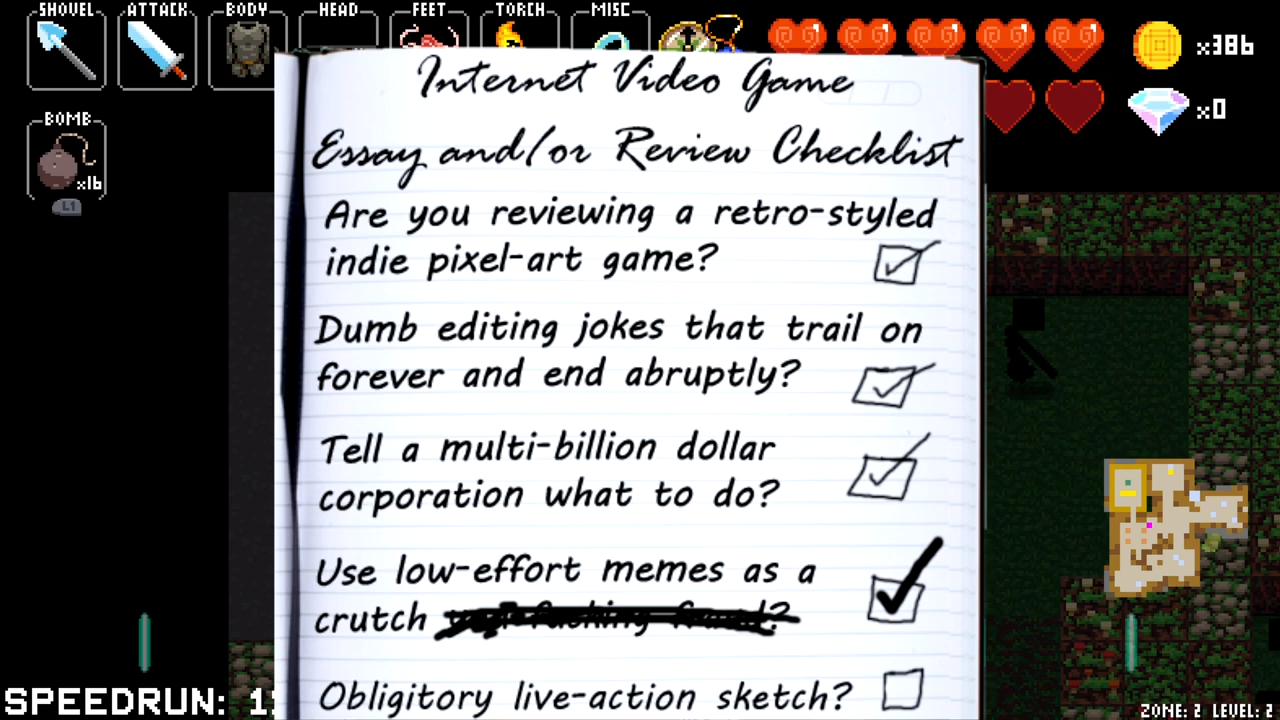 SHOVEL ATTACK BODY HEAD FEET TORCH MISC
x386
x0
BOMB
x16
L1
Internet Video Game
Essay and/or Review Checklist
Are you reviewing a retro-styled
indie pixel-art game?
Dumb editing jokes that trail on
forever and end abruptly?
Tell a multi-billion dollar
corporation what to do?
Use low-effort memes as a
crutch
Obligitory live-action sketch?
SPEEDRUN:
ZONE: 2 LEVEL: 2